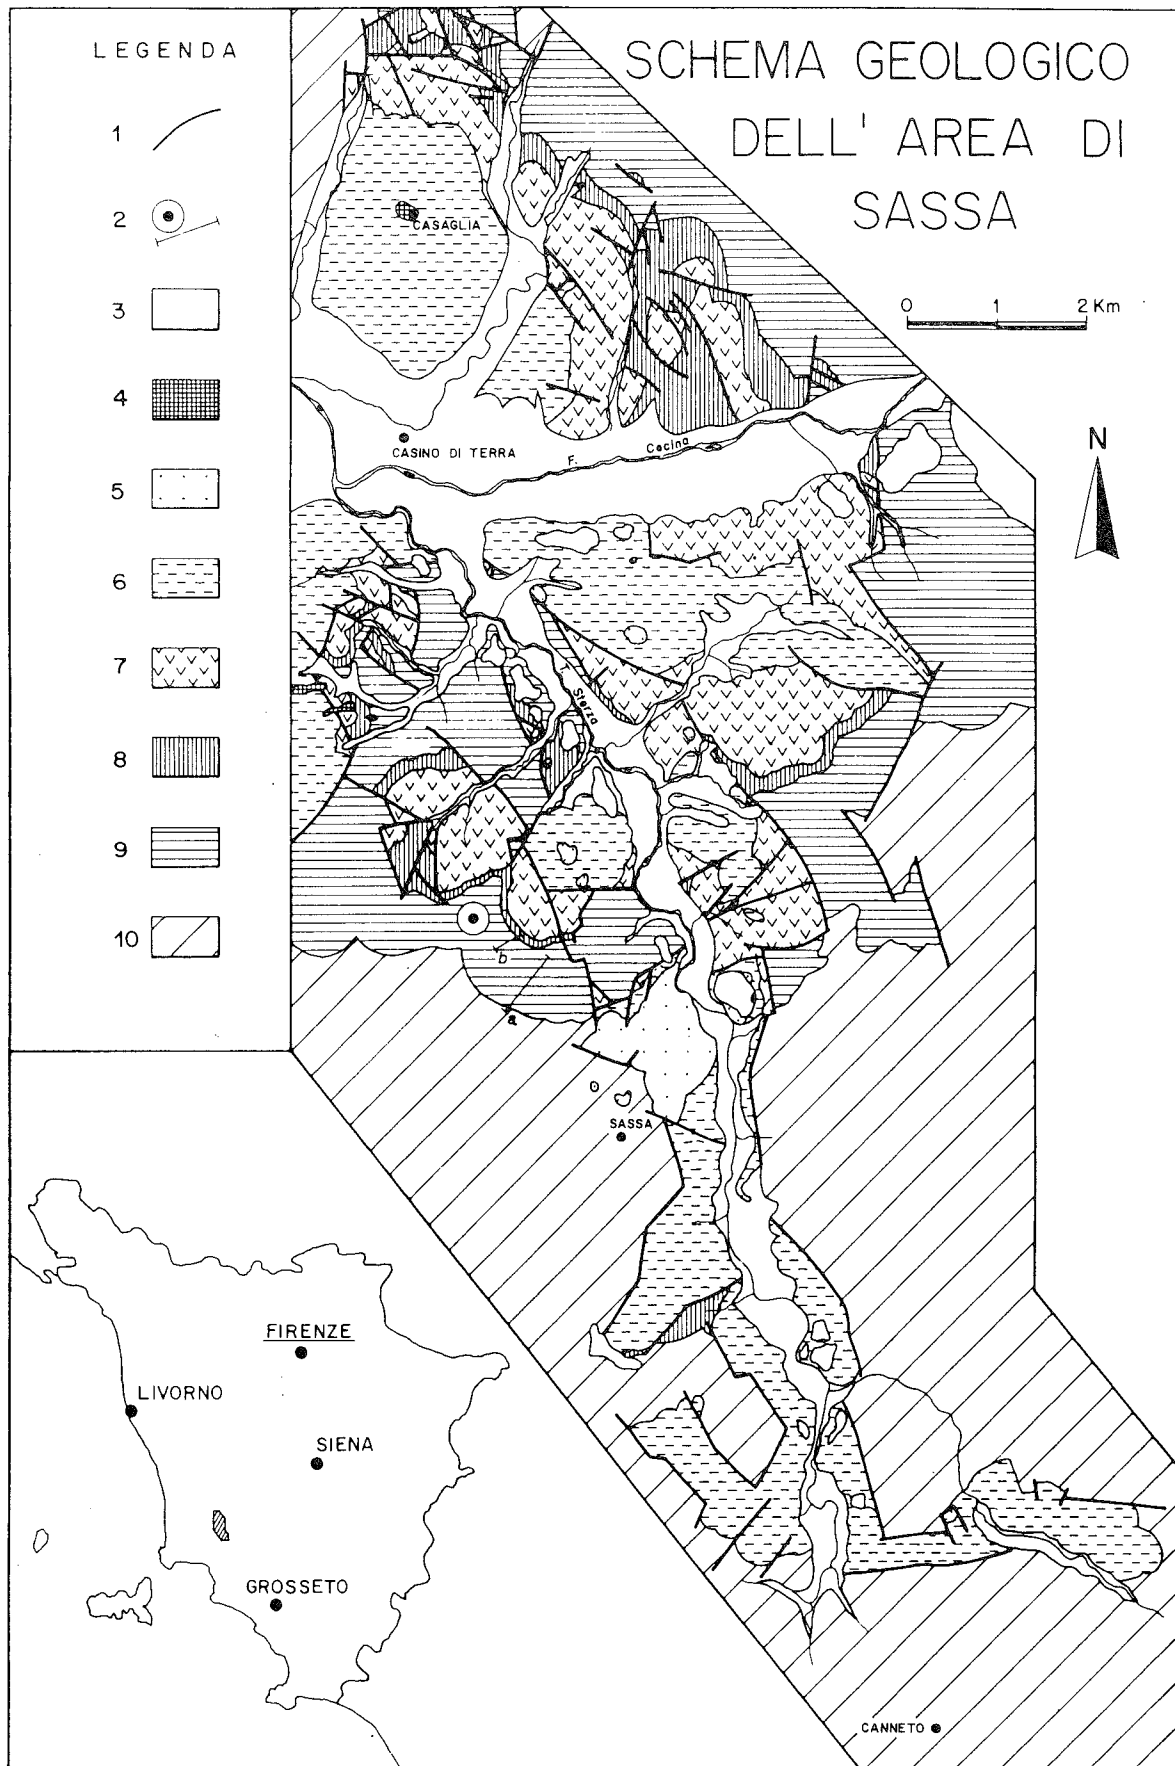 SCHEMA GEOLOGICO
DELL' AREA DI
SASSA
LEGENDA
1
2
3
4
5
6
7
8
9
10
0 1 2 Km
N
CASAGLIA
CASINO DI TERRA
F. Cecina
F. Sterza
b
a
SASSA
CANNETO
FIRENZE
LIVORNO
SIENA
GROSSETO